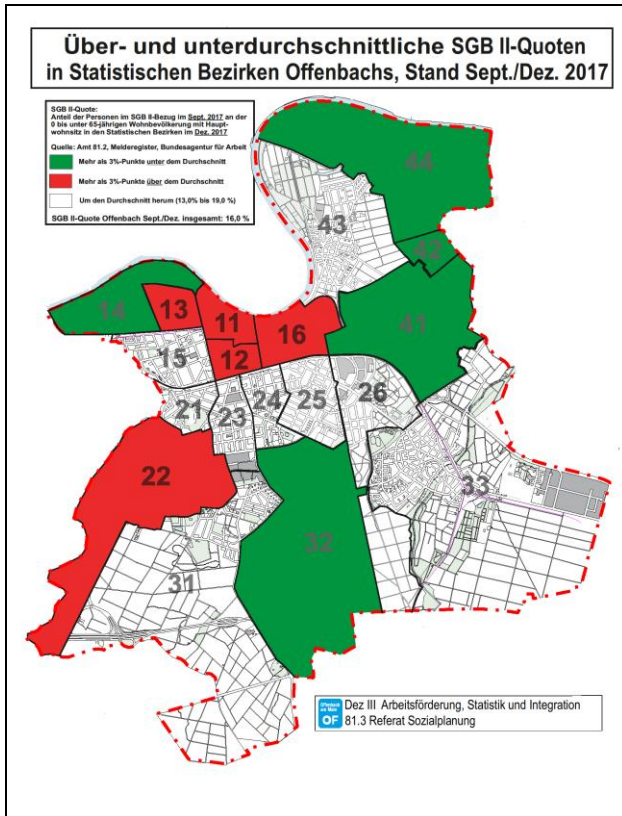 Über- und unterdurchschnittliche SGB II-Quoten
in Statistischen Bezirken Offenbachs, Stand Sept./Dez. 2017
SGB II-Quote:
Anteil der Personen im SGB II-Bezug im Sept. 2017 an der
0 bis unter 65-jährigen Wohnbevölkerung mit Haupt-
wohnsitz in den Statistischen Bezirken im Dez. 2017
Quelle: Amt 81.2, Melderegister, Bundesagentur für Arbeit
Mehr als 3%-Punkte unter dem Durchschnitt
Mehr als 3%-Punkte über dem Durchschnitt
Um den Durchschnitt herum (13,0% bis 19,0 %)
SGB II-Quote Offenbach Sept./Dez. insgesamt: 16,0 %
44
43
42
14
13
11
16
41
15
12
21
23
24
25
26
22
33
32
31
Offenbach
am Main
OF
Dez III Arbeitsförderung, Statistik und Integration
81.3 Referat Sozialplanung